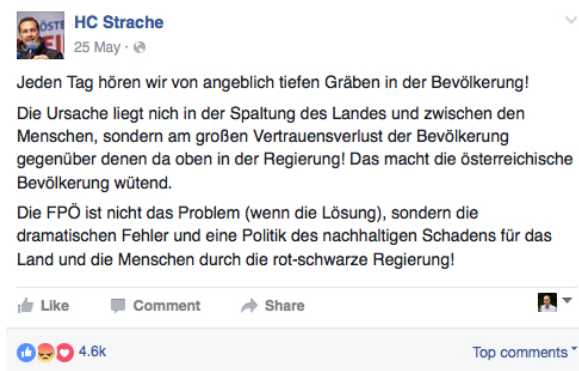 HC Strache
25 May ·
Jeden Tag hören wir von angeblich tiefen Gräben in der Bevölkerung!
Die Ursache liegt nich in der Spaltung des Landes und zwischen den
Menschen, sondern am großen Vertrauensverlust der Bevölkerung
gegenüber denen da oben in der Regierung! Das macht die österreichische
Bevölkerung wütend.
Die FPÖ ist nicht das Problem (wenn die Lösung), sondern die
dramatischen Fehler und eine Politik des nachhaltigen Schadens für das
Land und die Menschen durch die rot-schwarze Regierung!
Like Comment Share
4.6k Top comments